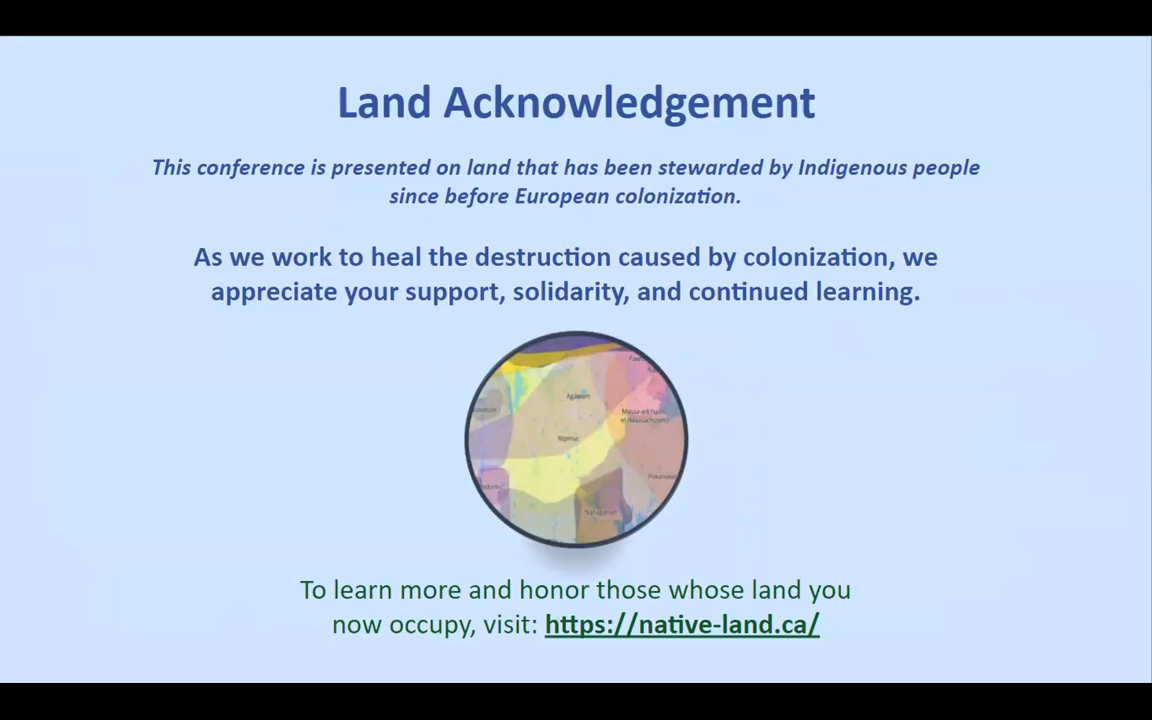 Land Acknowledgement
This conference is presented on land that has been stewarded by Indigenous people
since before European colonization.
As we work to heal the destruction caused by colonization, we
appreciate your support, solidarity, and continued learning.
Agawam
Nipmuc
To learn more and honor those whose land you
now occupy, visit: https://native-land.ca/